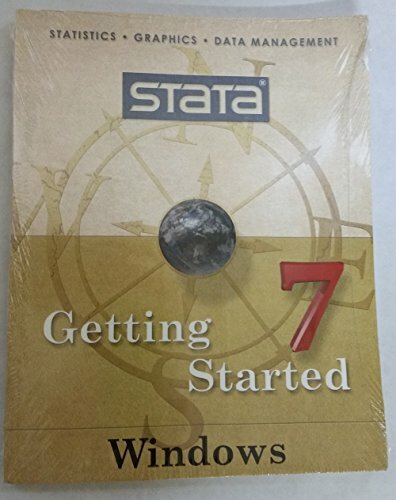 STATISTICS • GRAPHICS • DATA MANAGEMENT
STATA®
7
Getting
Started
Windows